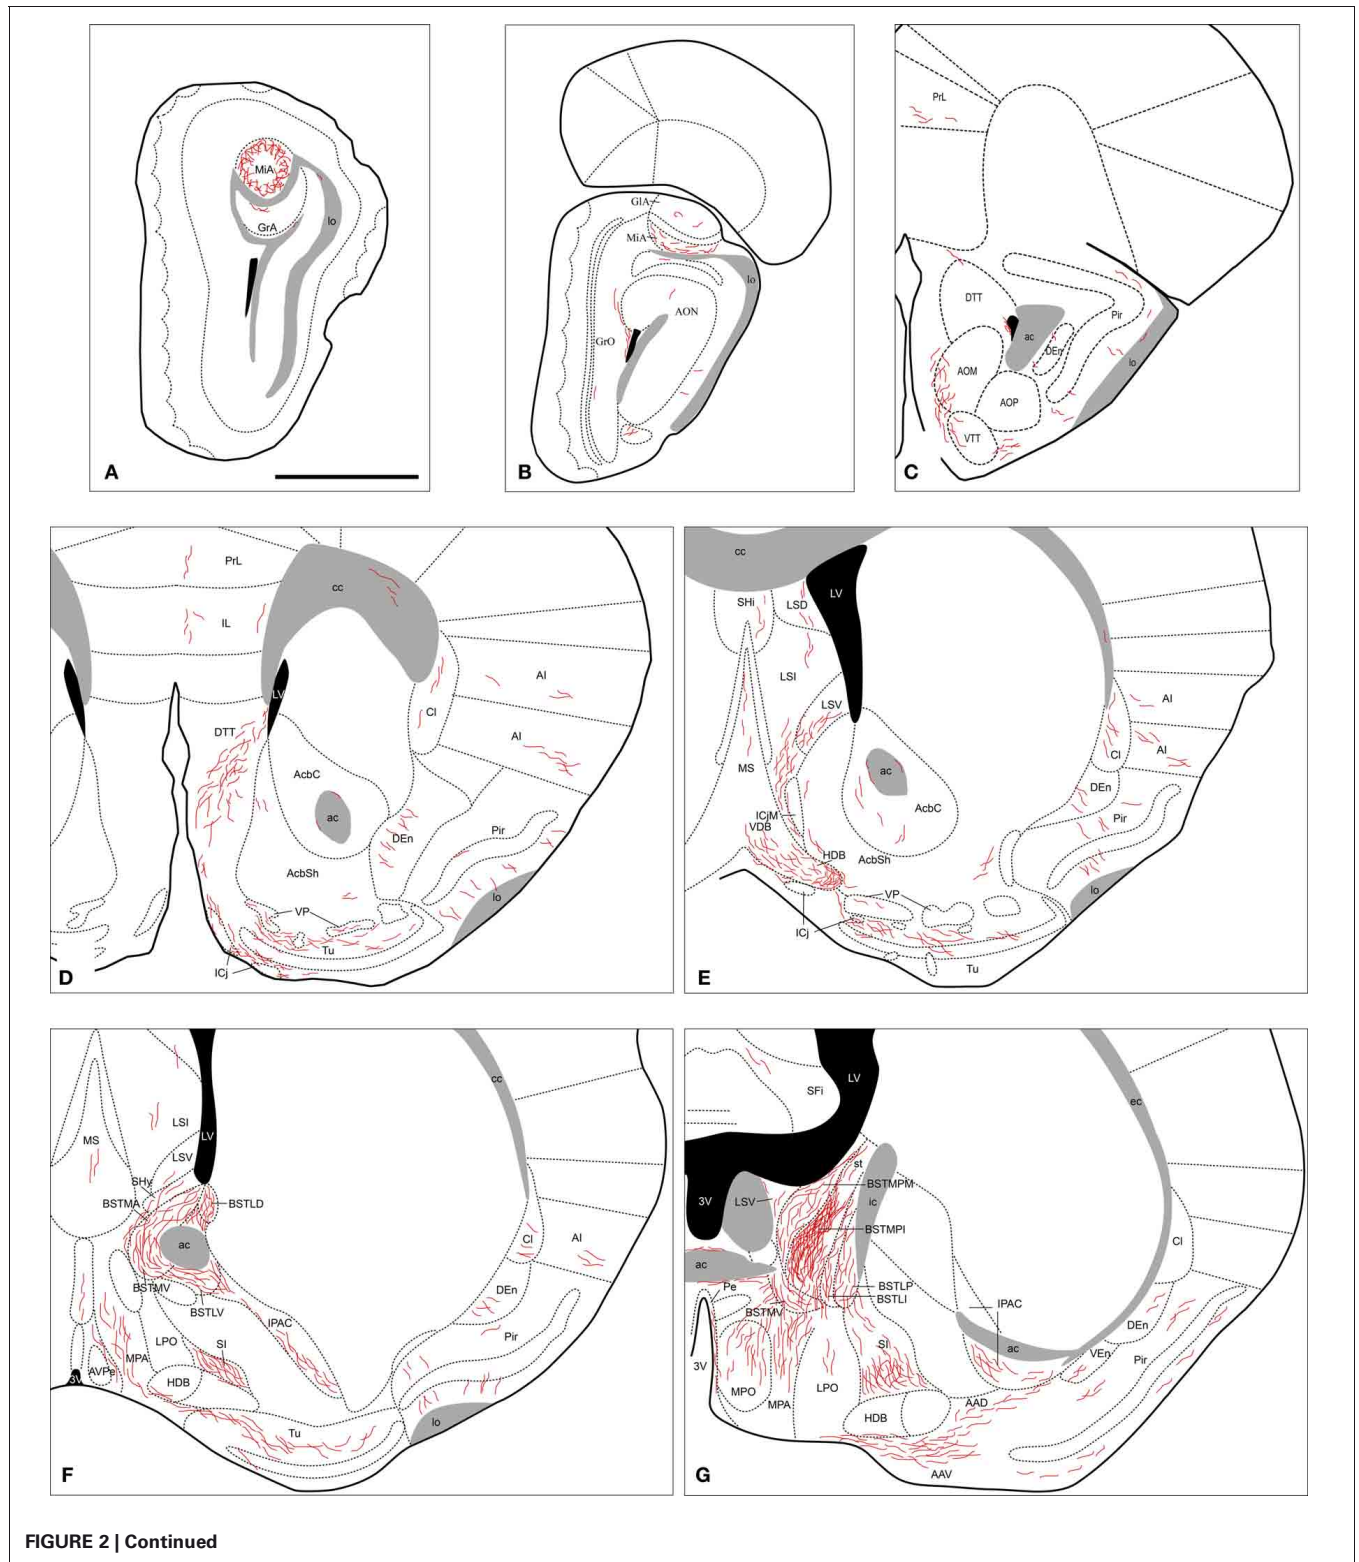 MiA
GrA
lo
A
GlA
MiA
lo
AON
GrO
B
PrL
DTT
Pir
ac
DEn
lo
AOM
AOP
VTT
C
PrL
cc
IL
AI
LV
Cl
DTT
AI
AcbC
ac
Pir
DEn
AcbSh
lo
VP
Tu
ICj
D
cc
LV
SHi
LSD
LSI
AI
LSV
AI
Cl
MS
ac
DEn
AcbC
ICjM
Pir
VDB
HDB
AcbSh
lo
VP
ICj
Tu
E
cc
LSI
MS
LV
LSV
SHy
BSTMA
BSTLD
Cl
AI
ac
BSTMV
DEn
BSTLV
IPAC
Pir
LPO
SI
MPA
AVPe
3V
HDB
lo
Tu
F
LV
SFi
ec
st
BSTMPM
3V
LSV
ic
BSTMPI
Cl
ac
Pe
BSTLP
BSTLI
BSTMV
IPAC
DEn
SI
ac
VEn
Pir
3V
MPO
LPO
MPA
AAD
HDB
AAV
G
FIGURE 2 | Continued